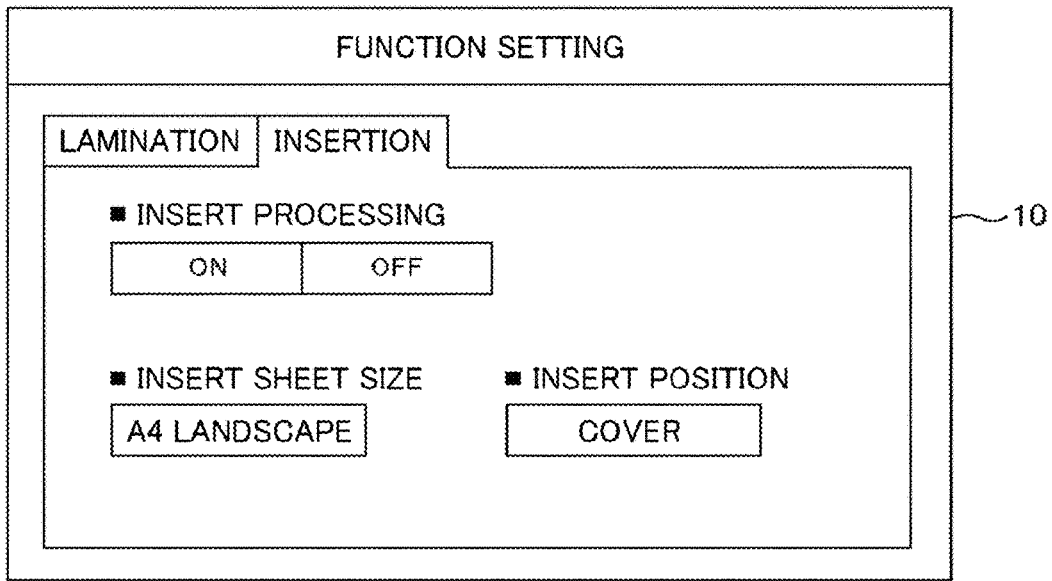 FUNCTION SETTING
LAMINATION INSERTION
■ INSERT PROCESSING
ON OFF
■ INSERT SHEET SIZE ■ INSERT POSITION
A4 LANDSCAPE COVER
10